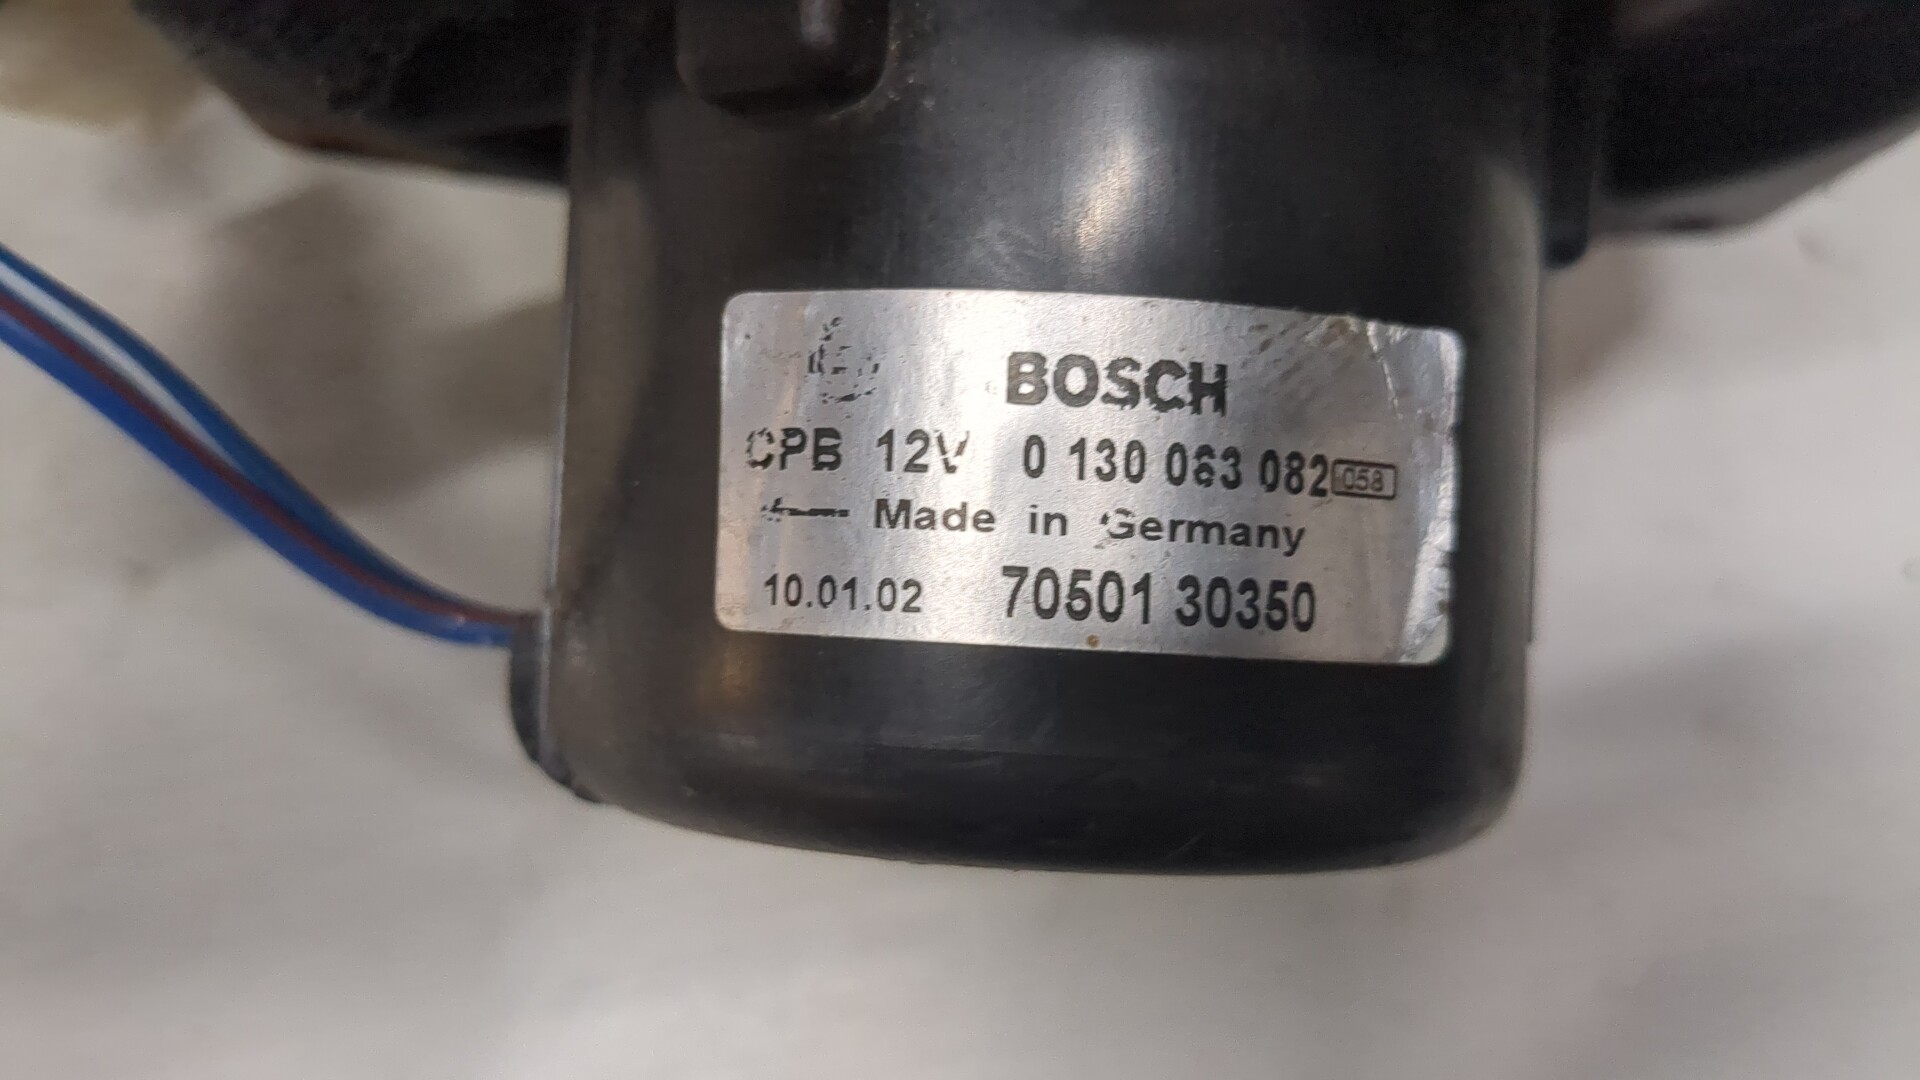 BOSCH
CPB 12V 0 130 063 082 058
Made in Germany
10.01.02 70501 30350